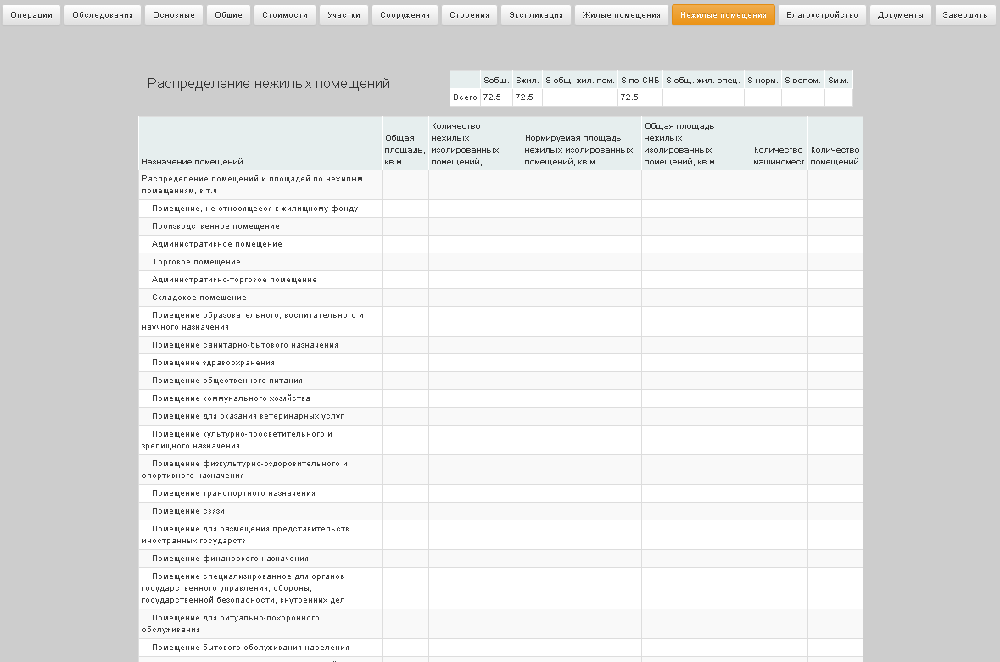 Операции Обследования Основные Общие Стоимости Участки Сооружения Строения Экспликация Жилые помещения Нежилые помещения Благоустройство Документы Завершить
Распределение нежилых помещений
Sобщ. Sжил. S общ. жил. пом. S по СНБ S общ. жил. спец. S норм. S вспом. Sм.м.
Всего 72.5 72.5 72.5
Назначение помещений
Общая
площадь,
кв.м
Количество
нежилых
изолированных
помещений,
Нормируемая площадь
нежилых изолированных
помещений, кв.м
Общая площадь
нежилых
изолированных
помещений, кв.м
Количество
машиномест
Количество
помещений
Распределение помещений и площадей по нежилым
помещениям, в т.ч
Помещение, не относящееся к жилищному фонду
Производственное помещение
Административное помещение
Торговое помещение
Административно-торговое помещение
Складское помещение
Помещение образовательного, воспитательного и
научного назначения
Помещение санитарно-бытового назначения
Помещение здравоохранения
Помещение общественного питания
Помещение коммунального хозяйства
Помещение для оказания ветеринарных услуг
Помещение культурно-просветительного и
зрелищного назначения
Помещение физкультурно-оздоровительного и
спортивного назначения
Помещение транспортного назначения
Помещение связи
Помещение для размещения представительств
иностранных государств
Помещение финансового назначения
Помещение специализированное для органов
государственного управления, обороны,
государственной безопасности, внутренних дел
Помещение для ритуально-похоронного
обслуживания
Помещение бытового обслуживания населения